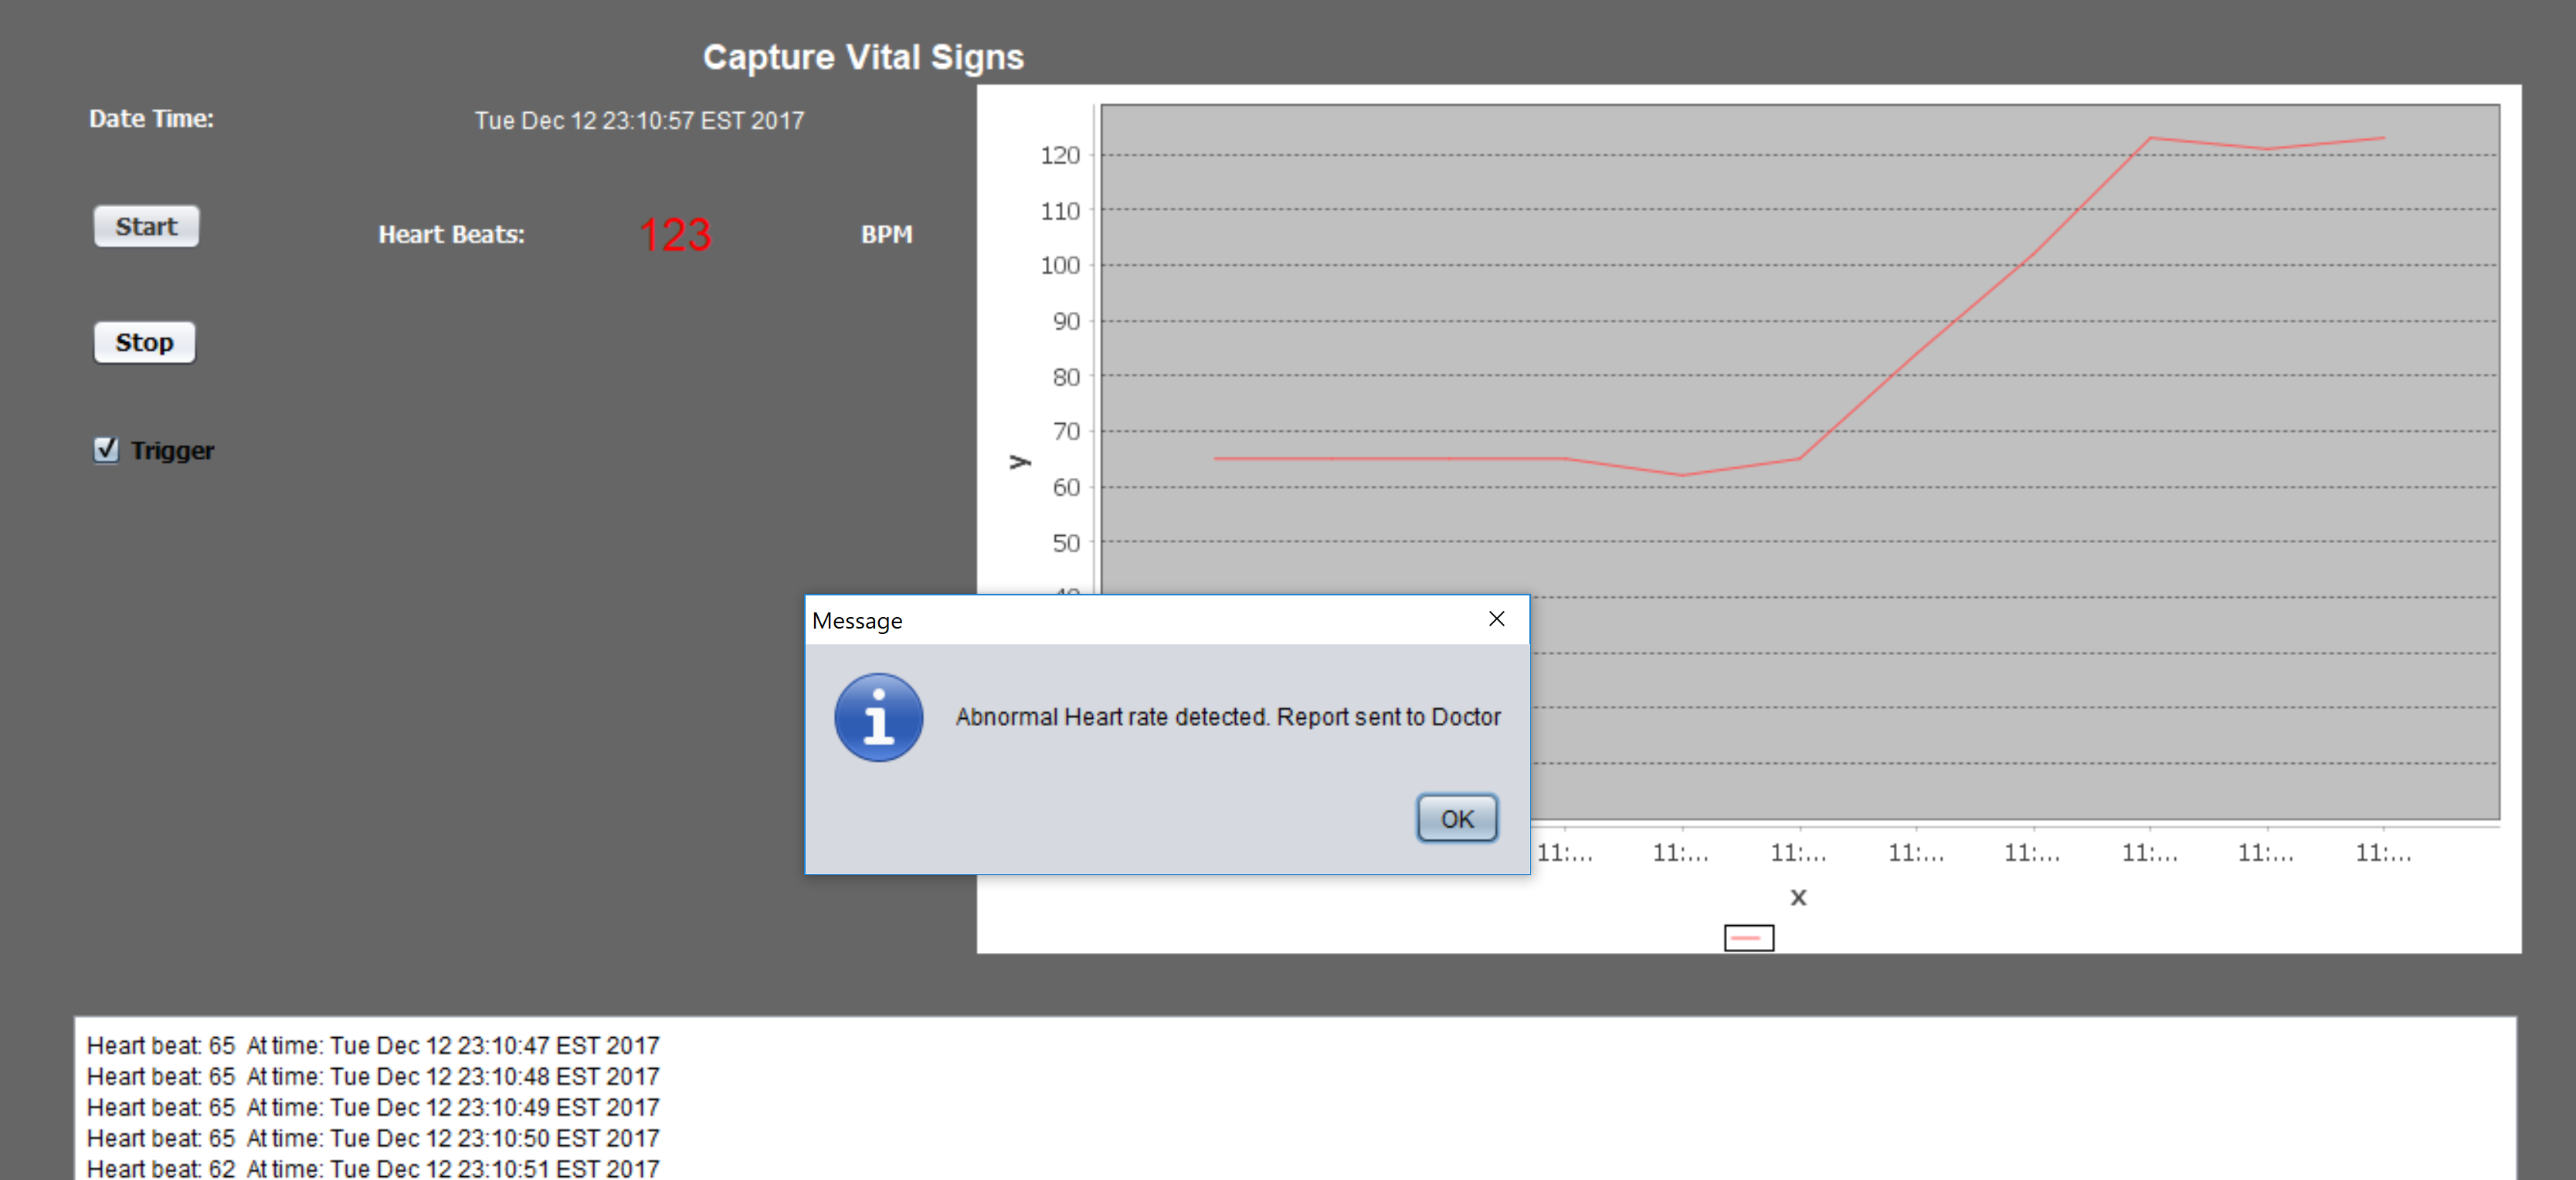 Capture Vital Signs
Date Time:
Tue Dec 12 23:10:57 EST 2017
Start
Heart Beats:
123
BPM
Stop
Trigger
120
110
100
90
80
70
60
50
y
Message
Abnormal Heart rate detected. Report sent to Doctor
OK
11:... 11:... 11:... 11:... 11:... 11:... 11:... 11:...
x
Heart beat: 65 At time: Tue Dec 12 23:10:47 EST 2017
Heart beat: 65 At time: Tue Dec 12 23:10:48 EST 2017
Heart beat: 65 At time: Tue Dec 12 23:10:49 EST 2017
Heart beat: 65 At time: Tue Dec 12 23:10:50 EST 2017
Heart beat: 62 At time: Tue Dec 12 23:10:51 EST 2017